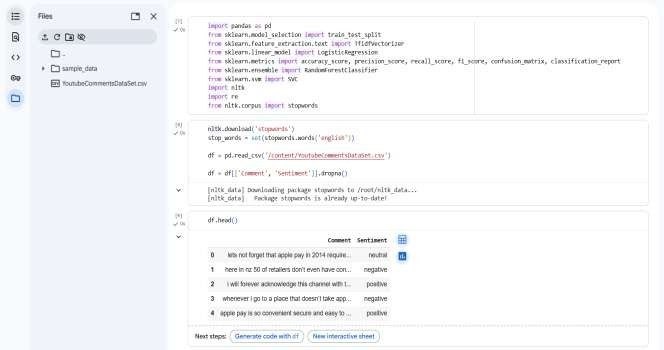 Files
..
sample_data
YoutubeCommentsDataSet.csv
import pandas as pd
from sklearn.model_selection import train_test_split
from sklearn.feature_extraction.text import TfidfVectorizer
from sklearn.linear_model import LogisticRegression
from sklearn.metrics import accuracy_score, precision_score, recall_score, f1_score, confusion_matrix, classification_report
from sklearn.ensemble import RandomForestClassifier
from sklearn.svm import SVC
import nltk
import re
from nltk.corpus import stopwords
nltk.download('stopwords')
stop_words = set(stopwords.words('english'))
df = pd.read_csv('/content/YoutubeCommentsDataSet.csv')
df = df[['Comment', 'Sentiment']].dropna()
[nltk_data] Downloading package stopwords to /root/nltk_data...
[nltk_data]   Package stopwords is already up-to-date!
df.head()
Comment Sentiment
0 lets not forget that apple pay in 2014 require... neutral
1 here in nz 50 of retailers don't even have con... negative
2 i will forever acknowledge this channel with t... positive
3 whenever i go to a place that doesn't take app... negative
4 apple pay is so convenient secure and easy to ... positive
Next steps: Generate code with df New interactive sheet